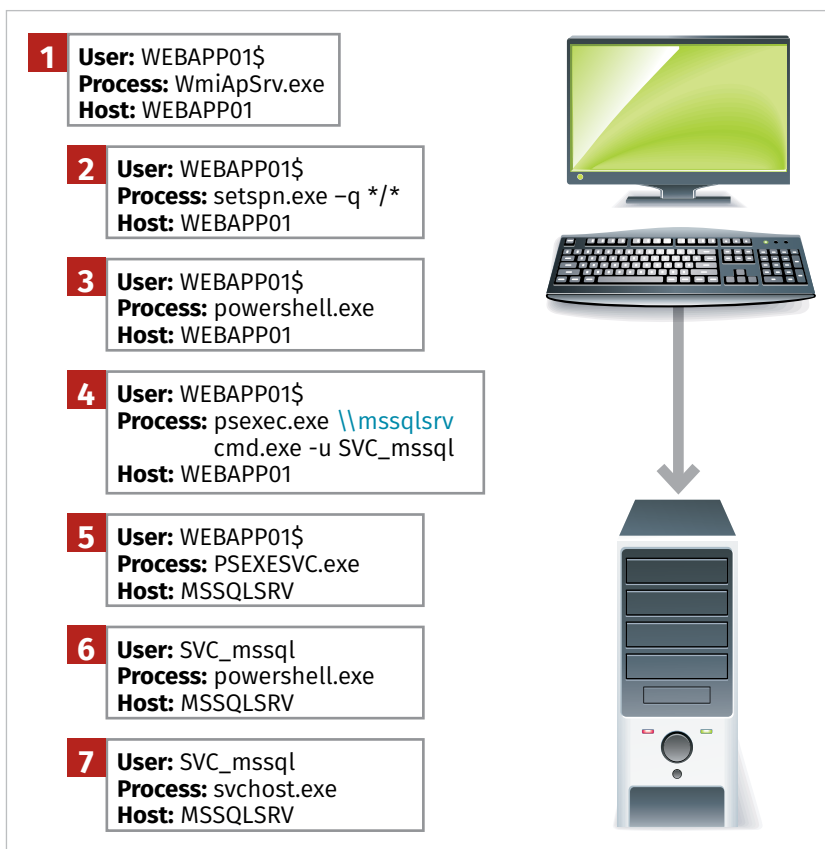 1
User: WEBAPP01$
Process: WmiApSrv.exe
Host: WEBAPP01
2
User: WEBAPP01$
Process: setspn.exe –q */*
Host: WEBAPP01
3
User: WEBAPP01$
Process: powershell.exe
Host: WEBAPP01
4
User: WEBAPP01$
Process: psexec.exe \\mssqlsrv
cmd.exe -u SVC_mssql
Host: WEBAPP01
5
User: WEBAPP01$
Process: PSEXESVC.exe
Host: MSSQLSRV
6
User: SVC_mssql
Process: powershell.exe
Host: MSSQLSRV
7
User: SVC_mssql
Process: svchost.exe
Host: MSSQLSRV